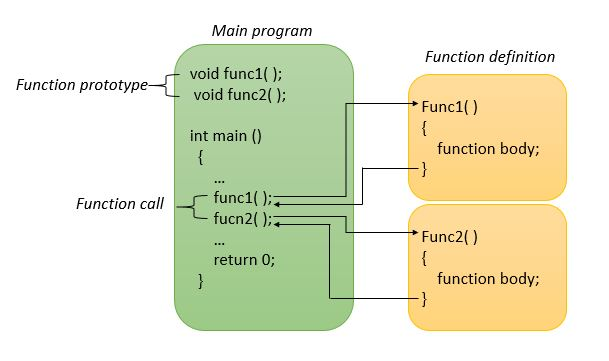 Main program
Function prototype
void func1( );
void func2( );
int main ()
{
...
Function call
func1( );
fucn2( );
...
return 0;
}
Function definition
Func1( )
{
function body;
}
Func2( )
{
function body;
}